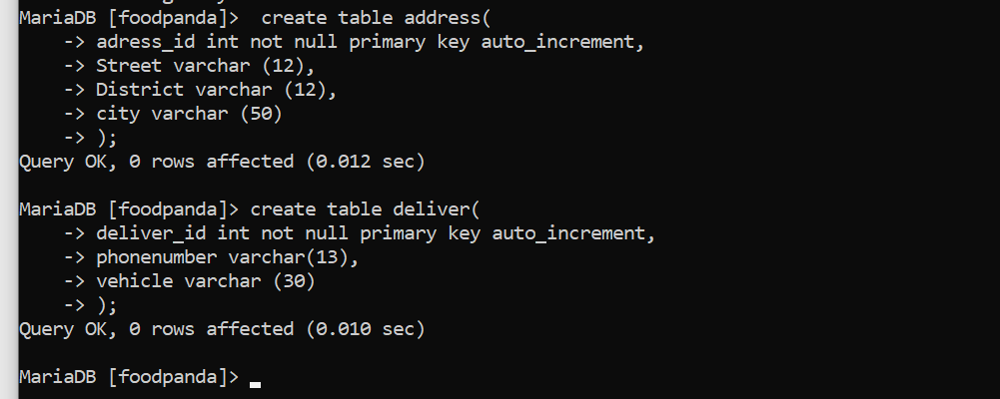 MariaDB [foodpanda]>  create table address(
    -> adress_id int not null primary key auto_increment,
    -> Street varchar (12),
    -> District varchar (12),
    -> city varchar (50)
    -> );
Query OK, 0 rows affected (0.012 sec)

MariaDB [foodpanda]> create table deliver(
    -> deliver_id int not null primary key auto_increment,
    -> phonenumber varchar(13),
    -> vehicle varchar (30)
    -> );
Query OK, 0 rows affected (0.010 sec)

MariaDB [foodpanda]>